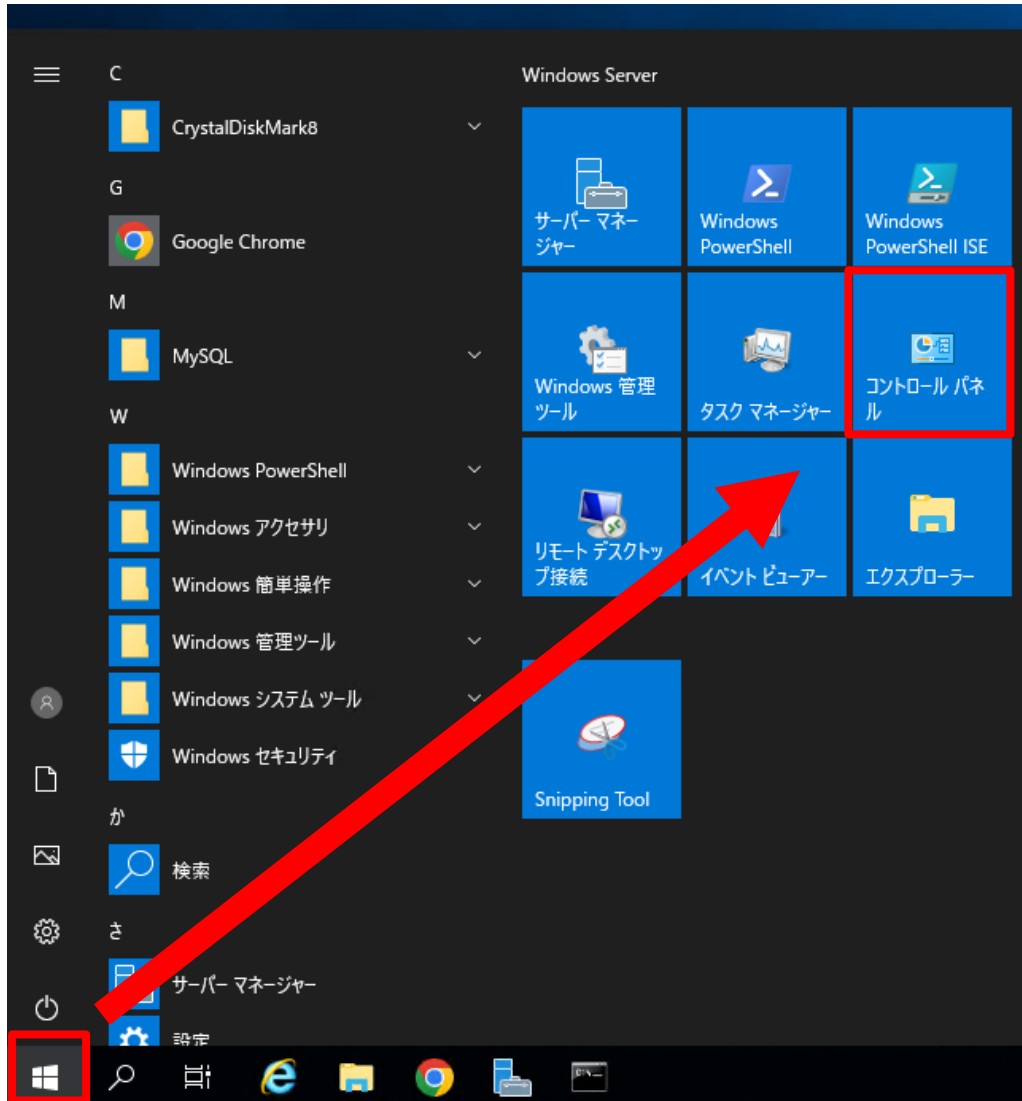 C
CrystalDiskMark8
G
Google Chrome
M
MySQL
W
Windows PowerShell
Windows アクセサリ
Windows 簡単操作
Windows 管理ツール
Windows システム ツール
Windows セキュリティ
か
検索
さ
サーバー マネージャー
設定
Windows Server
サーバー マネー
ジャー
Windows
PowerShell
Windows
PowerShell ISE
Windows 管理
ツール
タスク マネージャー
コントロール パネ
ル
リモート デスクトッ
プ接続
イベント ビューアー
エクスプローラー
Snipping Tool